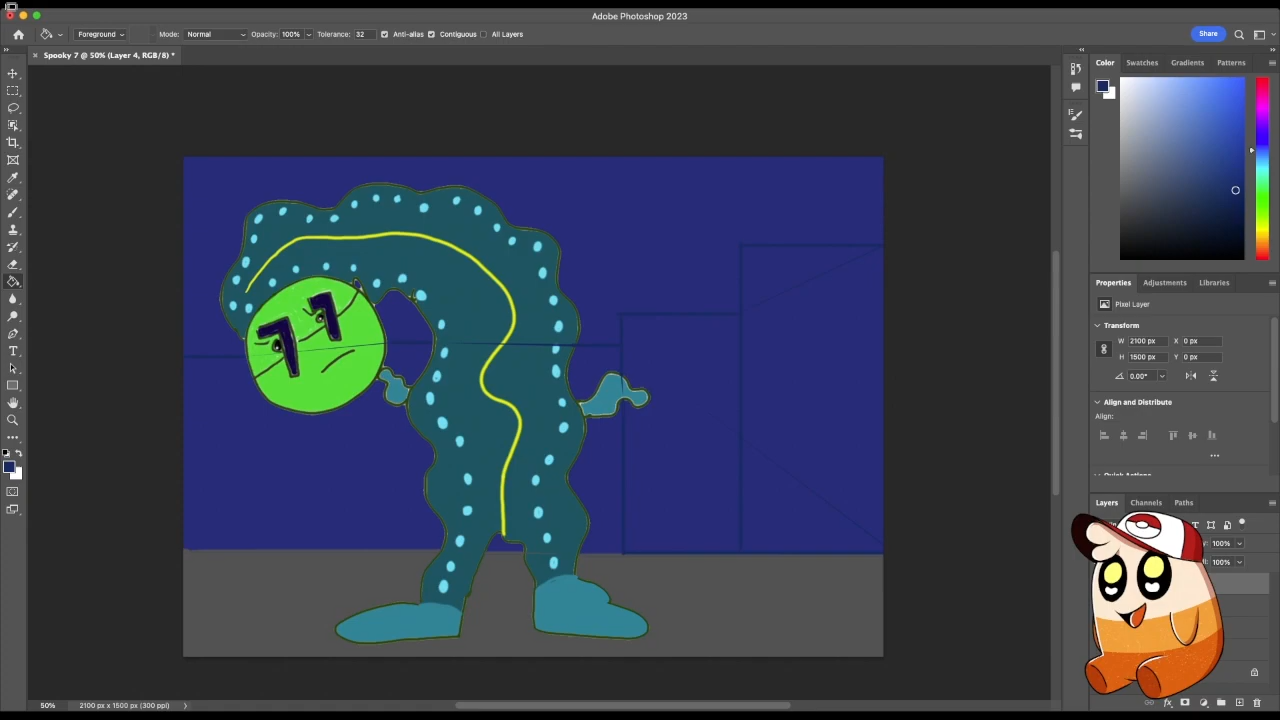 Adobe Photoshop 2023
Foreground Mode: Normal Opacity: 100% Tolerance: 32 Anti-alias Contiguous All Layers Share
Spooky 7 @ 50% (Layer 4, RGB/8) *
Color Swatches Gradients Patterns
Properties Adjustments Libraries
Pixel Layer
Transform
W 2100 px X 0 px
H 1500 px Y 0 px
0.00°
Align and Distribute
Align:
Layers Channels Paths
100%
100%
50% 2100 px x 1500 px (300 ppi)